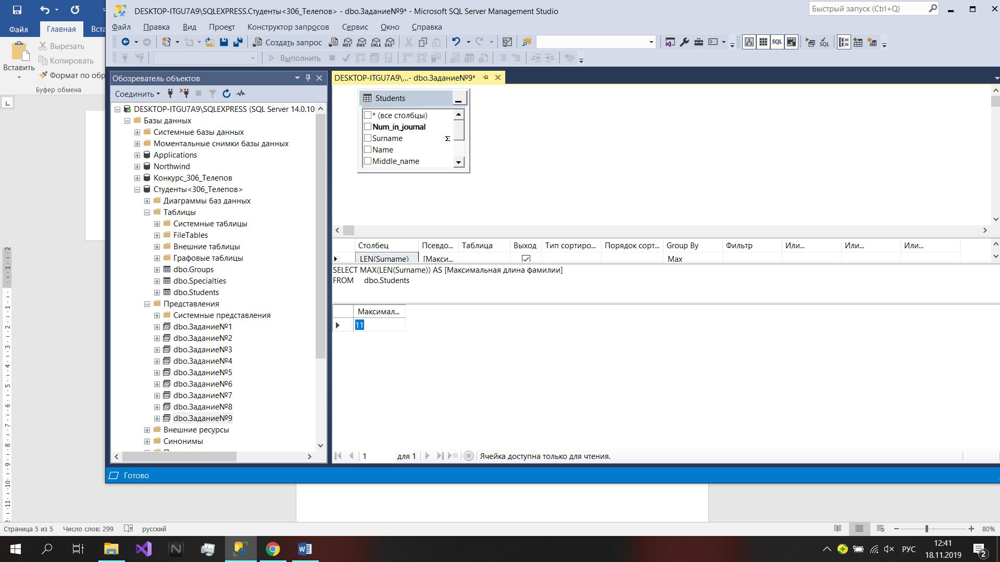 DESKTOP-ITGU7A9\SQLEXPRESS.Студенты<306_Телепов> - dbo.Задание№9* - Microsoft SQL Server Management Studio
Быстрый запуск (Ctrl+Q)
Файл
Главная
Файл Правка Вид Проект Конструктор запросов Сервис Окно Справка
Вырезать
Создать запрос
MDX DMX XMLA DAX
SQL
SQL
Вставить
Копировать
Выполнить
Формат по обр
Буфер обмена
Обозреватель объектов
Соединить
DESKTOP-ITGU7A9\SQLEXPRESS (SQL Server 14.0.10
Базы данных
Системные базы данных
Моментальные снимки базы данных
Applications
Northwind
Конкурс_306_Телепов
Студенты<306_Телепов>
Диаграммы баз данных
Таблицы
Системные таблицы
FileTables
Внешние таблицы
Графовые таблицы
dbo.Groups
dbo.Specialties
dbo.Students
Представления
Системные представления
dbo.Задание№1
dbo.Задание№2
dbo.Задание№3
dbo.Задание№4
dbo.Задание№5
dbo.Задание№6
dbo.Задание№7
dbo.Задание№8
dbo.Задание№9
Внешние ресурсы
Синонимы
DESKTOP-ITGU7A9\...- dbo.Задание№9*
Students
* (все столбцы)
Num_in_journal
Surname
Name
Middle_name
Столбец Псевдо... Таблица Выход Тип сортиро... Порядок сорт... Group By Фильтр Или... Или... Или...
LEN(Surname) [Макси... Max
SELECT MAX(LEN(Surname)) AS [Максимальная длина фамилии]
FROM dbo.Students
Максимал...
11
1 для 1 Ячейка доступна только для чтения.
Готово
Страница 5 из 5 Число слов: 299 русский
80%
РУС
12:41
18.11.2019
2